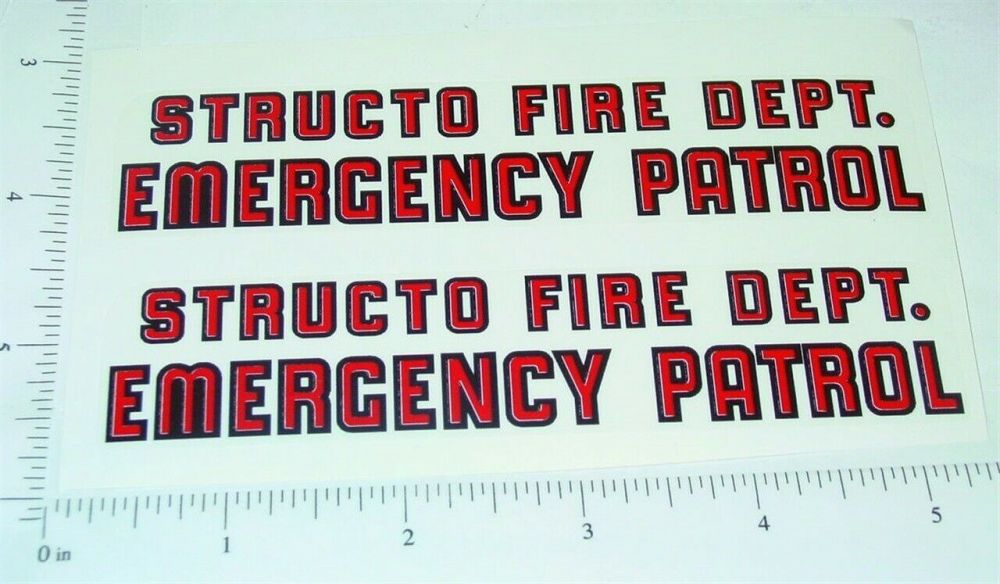 STRUCTO FIRE DEPT.
EMERGENCY PATROL
STRUCTO FIRE DEPT.
EMERGENCY PATROL
3
4
5
0 in
1
2
3
4
5